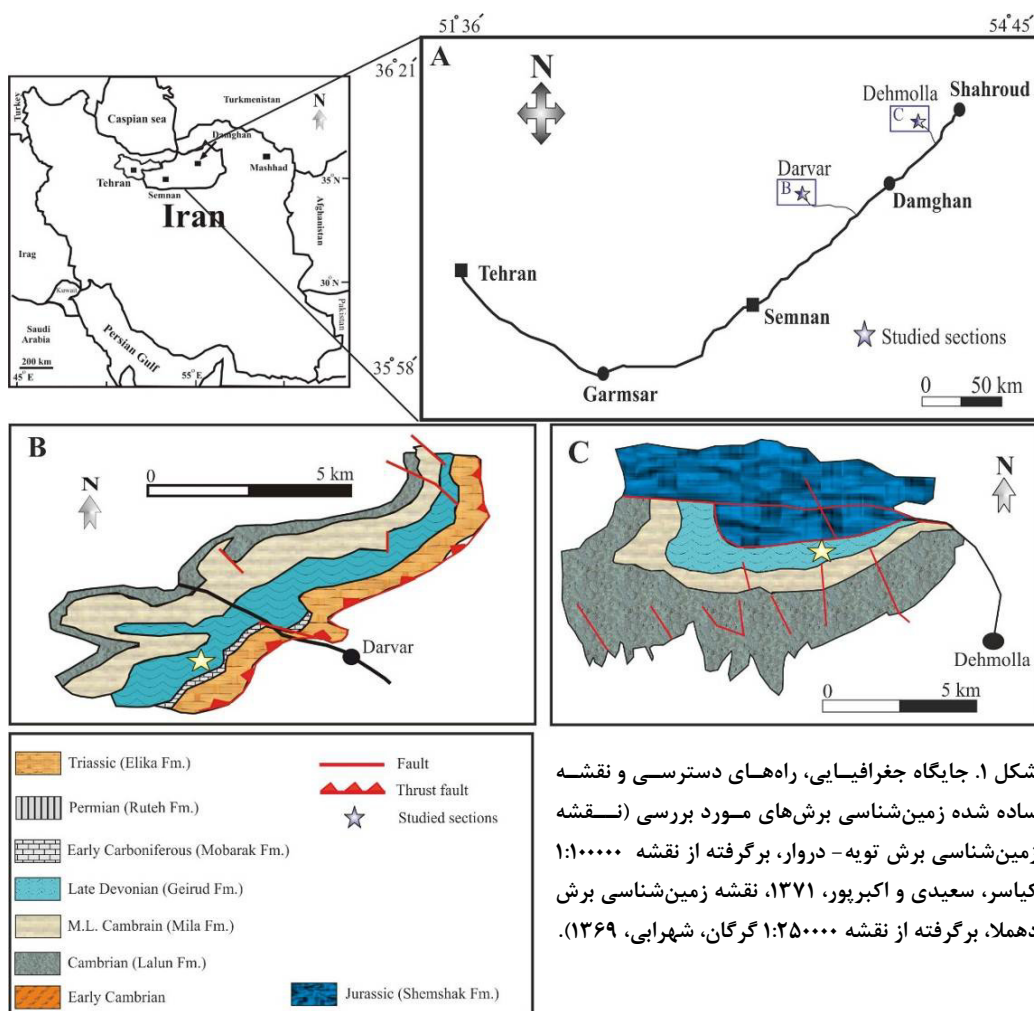 51°36´
54°45´
36°21´
35°58´
Turkey
Caspian sea
Turkmenistan
N
Damghan
Mashhad
Tehran
Semnan
35°N
Iran
Afghanistan
Irag
Kuwait
30°N
Pakistan
Saudi
Arabia
Persian Gulf
200 km
45°E
55°E
A
N
Dehmolla
Shahroud
C
Darvar
B
Damghan
Tehran
Semnan
Studied sections
Garmsar
0 50 km
B
N
0 5 km
Darvar
C
N
Dehmolla
0 5 km
Triassic (Elika Fm.)
Permian (Ruteh Fm.)
Early Carboniferous (Mobarak Fm.)
Late Devonian (Geirud Fm.)
M.L. Cambrain (Mila Fm.)
Cambrian (Lalun Fm.)
Early Cambrian
Fault
Thrust fault
Studied sections
Jurassic (Shemshak Fm.)
شکل ۱. جایگاه جغرافیـایی، راه‌هـای دسترسـی و نقشـه
ساده شده زمین‌شناسی برش‌های مـورد بررسی (نـــقشه
زمین‌شناسی برش تویه- دروار، برگرفته از نقشه ۱:۱۰۰۰۰۰
کیاسر، سعیدی و اکبرپور، ۱۳۷۱، نقشه زمین‌شناسی برش
دهملا، برگرفته از نقشه ۱:۲۵۰۰۰۰ گرگان، شهرابی، ۱۳۶۹).